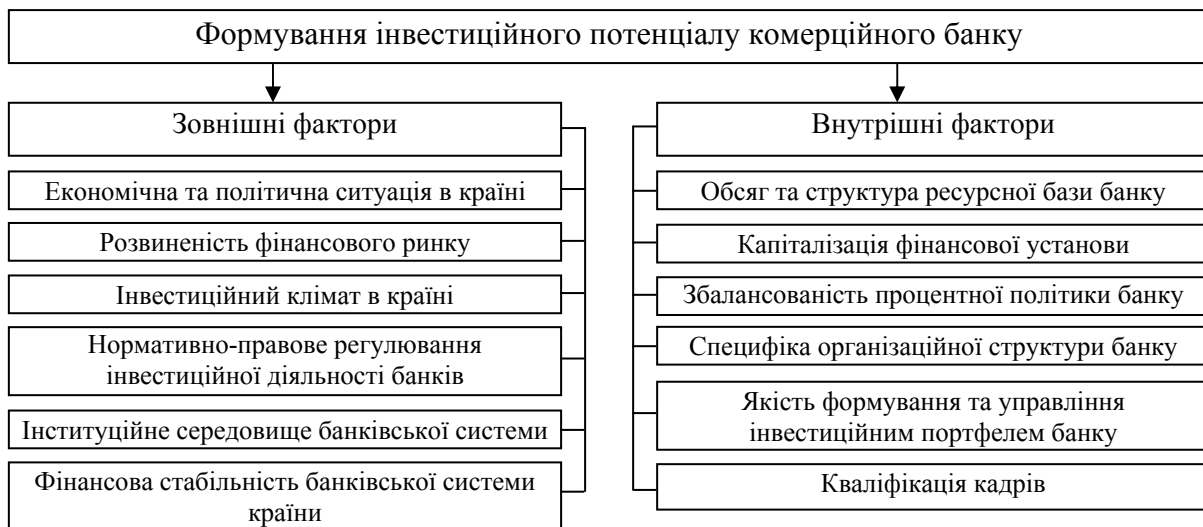 Формування інвестиційного потенціалу комерційного банку
Зовнішні фактори
Економічна та політична ситуація в країні
Розвиненість фінансового ринку
Інвестиційний клімат в країні
Нормативно-правове регулювання
інвестиційної діяльності банків
Інституційне середовище банківської системи
Фінансова стабільність банківської системи
країни
Внутрішні фактори
Обсяг та структура ресурсної бази банку
Капіталізація фінансової установи
Збалансованість процентної політики банку
Специфіка організаційної структури банку
Якість формування та управління
інвестиційним портфелем банку
Кваліфікація кадрів